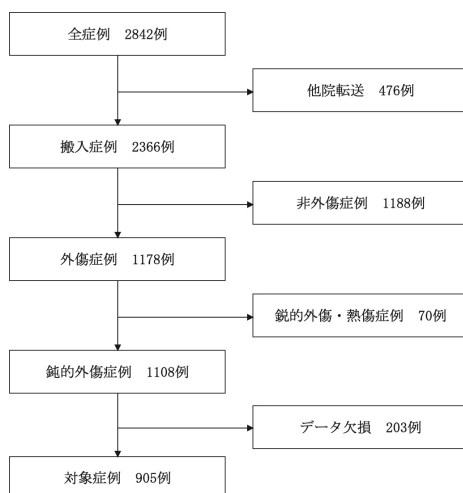 全症例 2842例
他院転送 476例
搬入症例 2366例
非外傷症例 1188例
外傷症例 1178例
鋭的外傷・熱傷症例 70例
鈍的外傷症例 1108例
データ欠損 203例
対象症例 905例